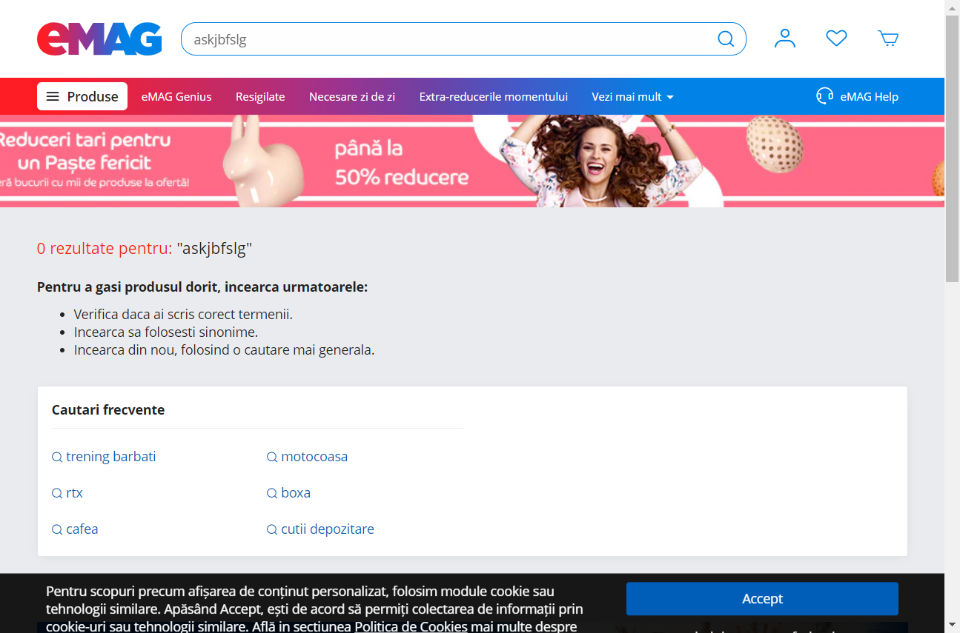 eMAG
askjbfslg
Produse
eMAG Genius
Resigilate
Necesare zi de zi
Extra-reducerile momentului
Vezi mai mult
eMAG Help
Reduceri tari pentru
un Paște fericit
eră bucurii cu mii de produse la ofertă!
până la
50% reducere
0 rezultate pentru: "askjbfslg"
Pentru a gasi produsul dorit, incearca urmatoarele:
Verifica daca ai scris corect termenii.
Incearca sa folosesti sinonime.
Incearca din nou, folosind o cautare mai generala.
Cautari frecvente
trening barbati
motocoasa
rtx
boxa
cafea
cutii depozitare
Pentru scopuri precum afișarea de conținut personalizat, folosim module cookie sau
tehnologii similare. Apăsând Accept, ești de acord să permiți colectarea de informații prin
cookie-uri sau tehnologii similare. Află in sectiunea Politica de Cookies mai multe despre
Accept